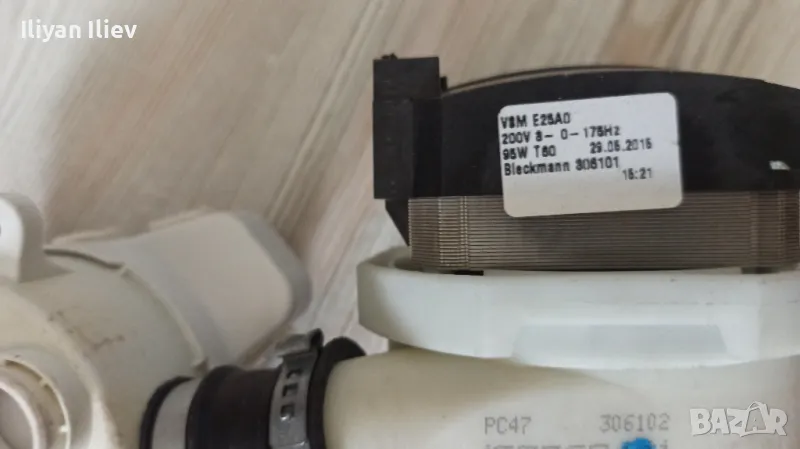 Iliyan Iliev
VSM E25A0
200V 3- 0-175Hz
95W T60 29.05.2015
Bleckmann 306101
15:21
PC47 306102
BAZAR